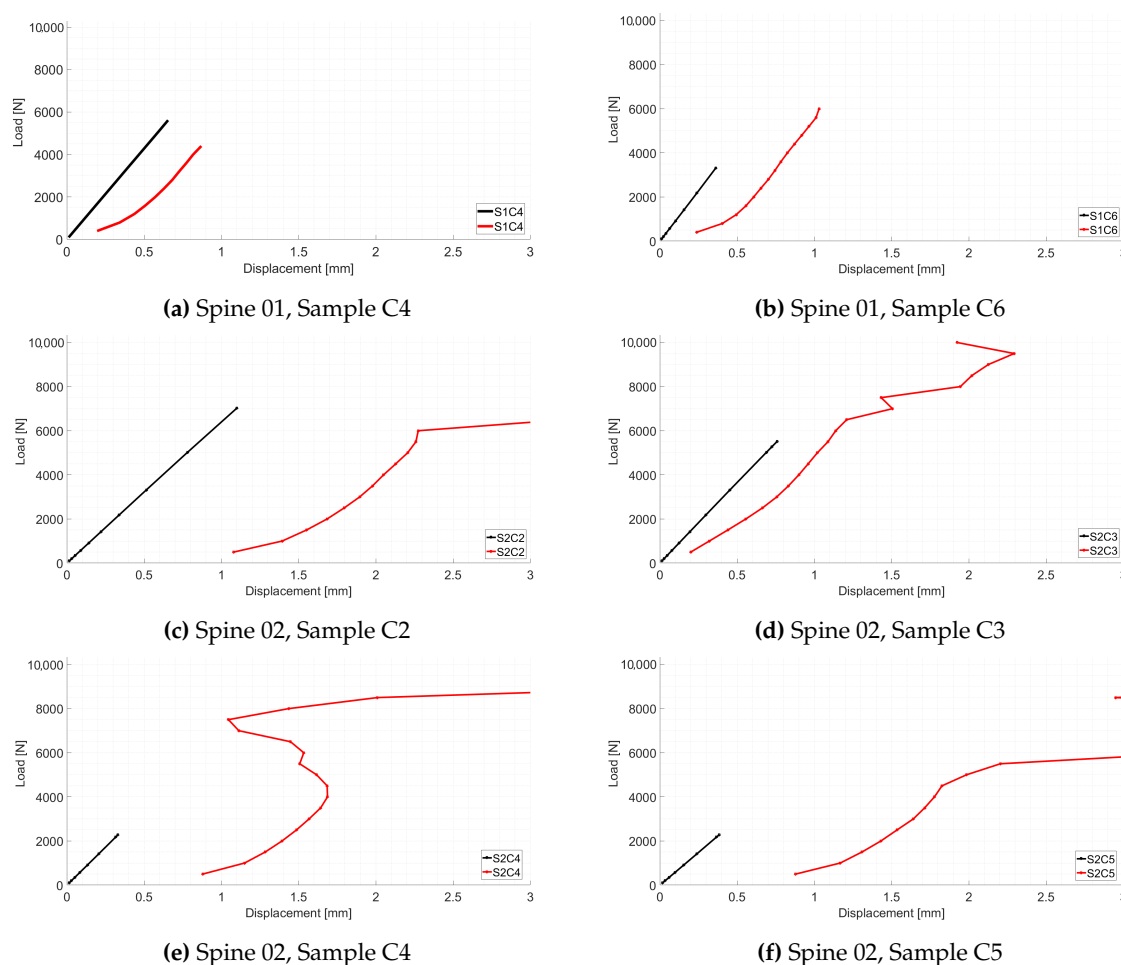 10,000
8000
6000
4000
2000
0
Load [N]
0 0.5 1 1.5 2 2.5 3
Displacement [mm]
S1C4
S1C4
(a) Spine 01, Sample C4
10,000
8000
6000
4000
2000
0
Load [N]
0 0.5 1 1.5 2 2.5 3
Displacement [mm]
S1C6
S1C6
(b) Spine 01, Sample C6
10,000
8000
6000
4000
2000
0
Load [N]
0 0.5 1 1.5 2 2.5 3
Displacement [mm]
S2C2
S2C2
(c) Spine 02, Sample C2
10,000
8000
6000
4000
2000
0
Load [N]
0 0.5 1 1.5 2 2.5 3
Displacement [mm]
S2C3
S2C3
(d) Spine 02, Sample C3
10,000
8000
6000
4000
2000
0
Load [N]
0 0.5 1 1.5 2 2.5 3
Displacement [mm]
S2C4
S2C4
(e) Spine 02, Sample C4
10,000
8000
6000
4000
2000
0
Load [N]
0 0.5 1 1.5 2 2.5 3
Displacement [mm]
S2C5
S2C5
(f) Spine 02, Sample C5